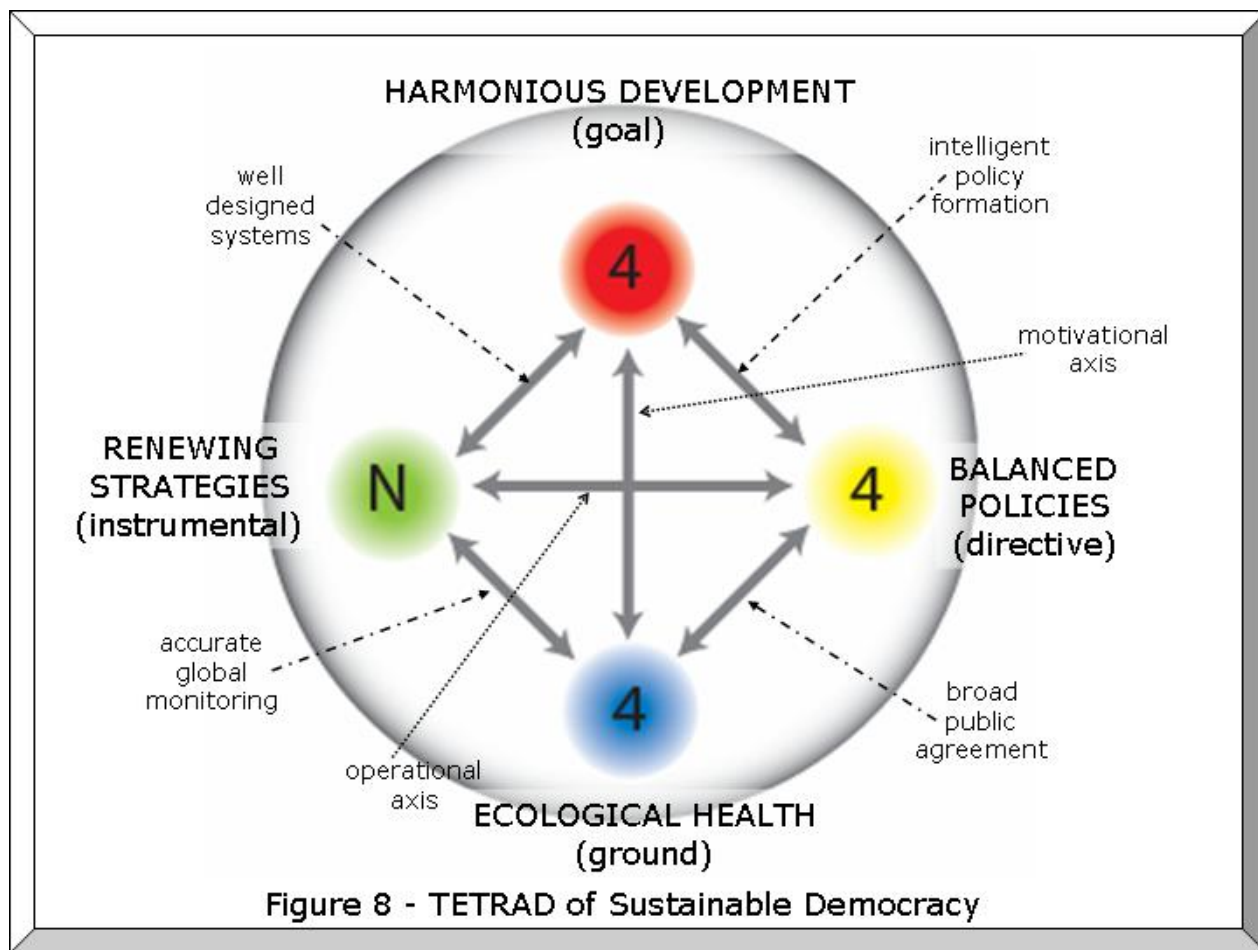 HARMONIOUS DEVELOPMENT
(goal)
well
designed
systems
intelligent
policy
formation
4
motivational
axis
RENEWING
STRATEGIES
(instrumental)
N
4
BALANCED
POLICIES
(directive)
accurate
global
monitoring
4
broad
public
agreement
operational
axis
ECOLOGICAL HEALTH
(ground)
Figure 8 - TETRAD of Sustainable Democracy